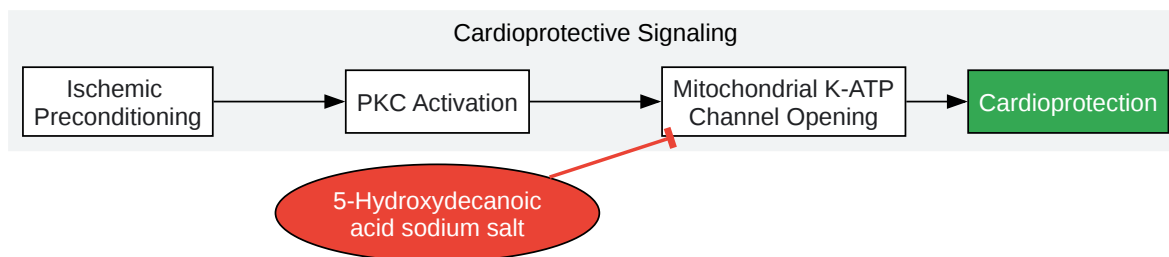 Cardioprotective Signaling
Ischemic
Preconditioning
PKC Activation
Mitochondrial K-ATP
Channel Opening
Cardioprotection
5-Hydroxydecanoic
acid sodium salt